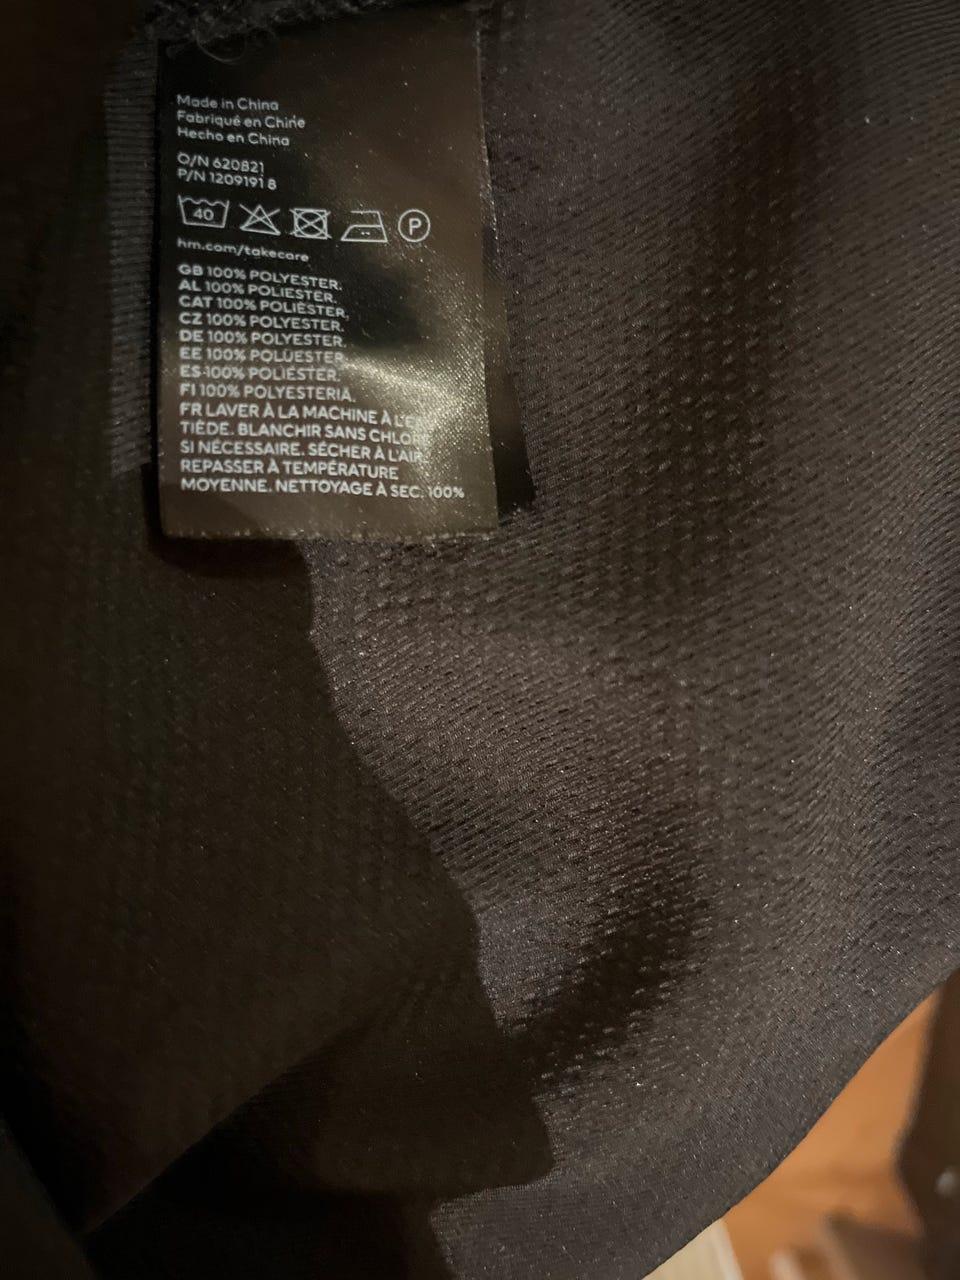 Made in China
Fabriqué en Chine
Hecho en China
O/N 620821
P/N 1209191 8
40
P
hm.com/takecare
GB 100% POLYESTER.
AL 100% POLIESTER.
CAT 100% POLIÈSTER.
CZ 100% POLYESTER.
DE 100% POLYESTER.
EE 100% POLÜESTER.
ES 100% POLIÉSTER.
FI 100% POLYESTERIA.
FR LAVER À LA MACHINE À
TIÈDE. BLANCHIR SANS
SI NÉCESSAIRE. SÉCHER À L'AIR.
REPASSER À TEMPÉRATURE
MOYENNE. NETTOYAGE À SEC. 100%